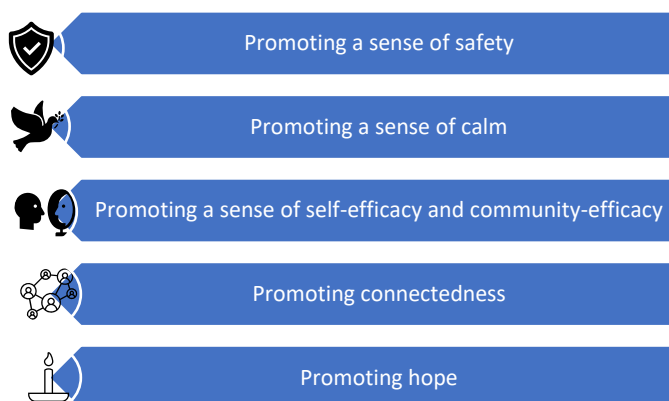 Promoting a sense of safety
Promoting a sense of calm
Promoting a sense of self-efficacy and community-efficacy
Promoting connectedness
Promoting hope